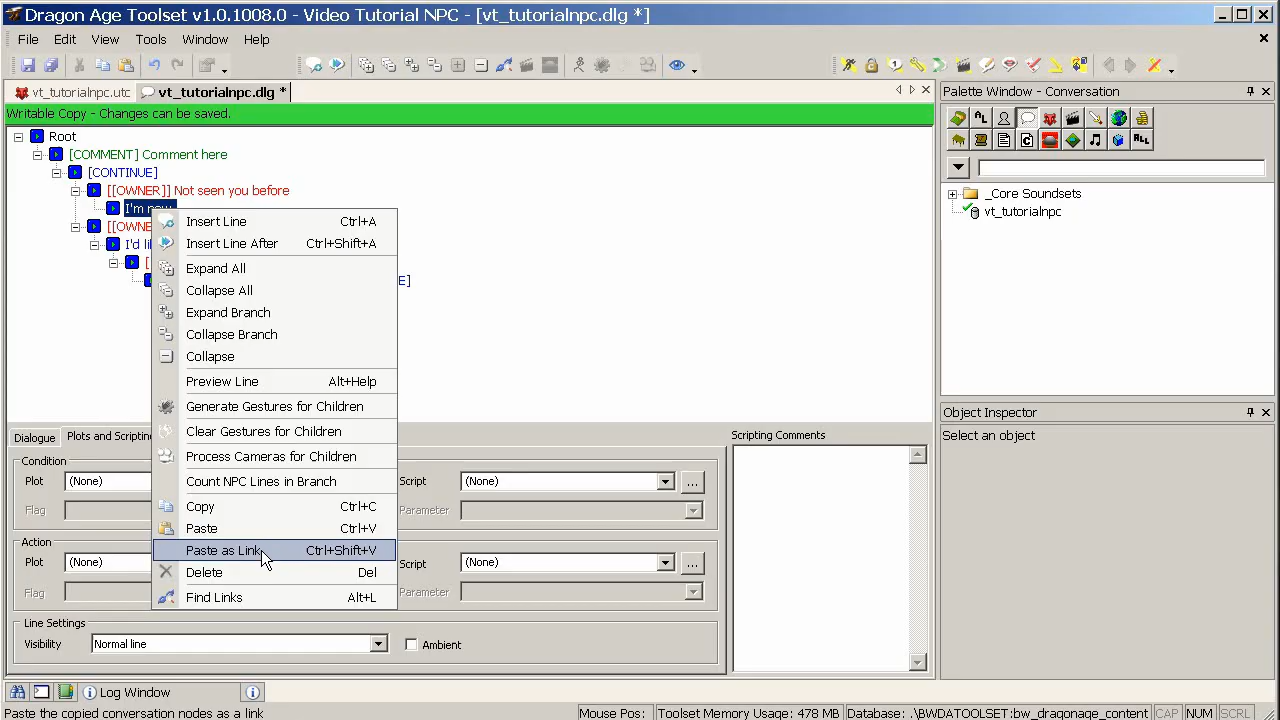 Dragon Age Toolset v1.0.1008.0 - Video Tutorial NPC - [vt_tutorialnpc.dlg *]
File Edit View Tools Window Help
vt_tutorialnpc.utc vt_tutorialnpc.dlg *
Writable Copy - Changes can be saved.
Root
[COMMENT] Comment here
[CONTINUE]
[[OWNER]] Not seen you before
I'm new
[[OWNE
I'd li
[
E]
Insert Line Ctrl+A
Insert Line After Ctrl+Shift+A
Expand All
Collapse All
Expand Branch
Collapse Branch
Collapse
Preview Line Alt+Help
Generate Gestures for Children
Clear Gestures for Children
Process Cameras for Children
Count NPC Lines in Branch
Copy Ctrl+C
Paste Ctrl+V
Paste as Link Ctrl+Shift+V
Delete Del
Find Links Alt+L
Dialogue Plots and Scripting
Condition
Plot (None) Script (None) ...
Flag Parameter
Action
Plot (None) Script (None) ...
Flag Parameter
Line Settings
Visibility Normal line Ambient
Scripting Comments
Palette Window - Conversation
_Core Soundsets
vt_tutorialnpc
Object Inspector
Select an object
Log Window
Paste the copied conversation nodes as a link Mouse Pos: Toolset Memory Usage: 478 MB Database: .\BWDATOOLSET:bw_dragonage_content CAP NUM SCRL